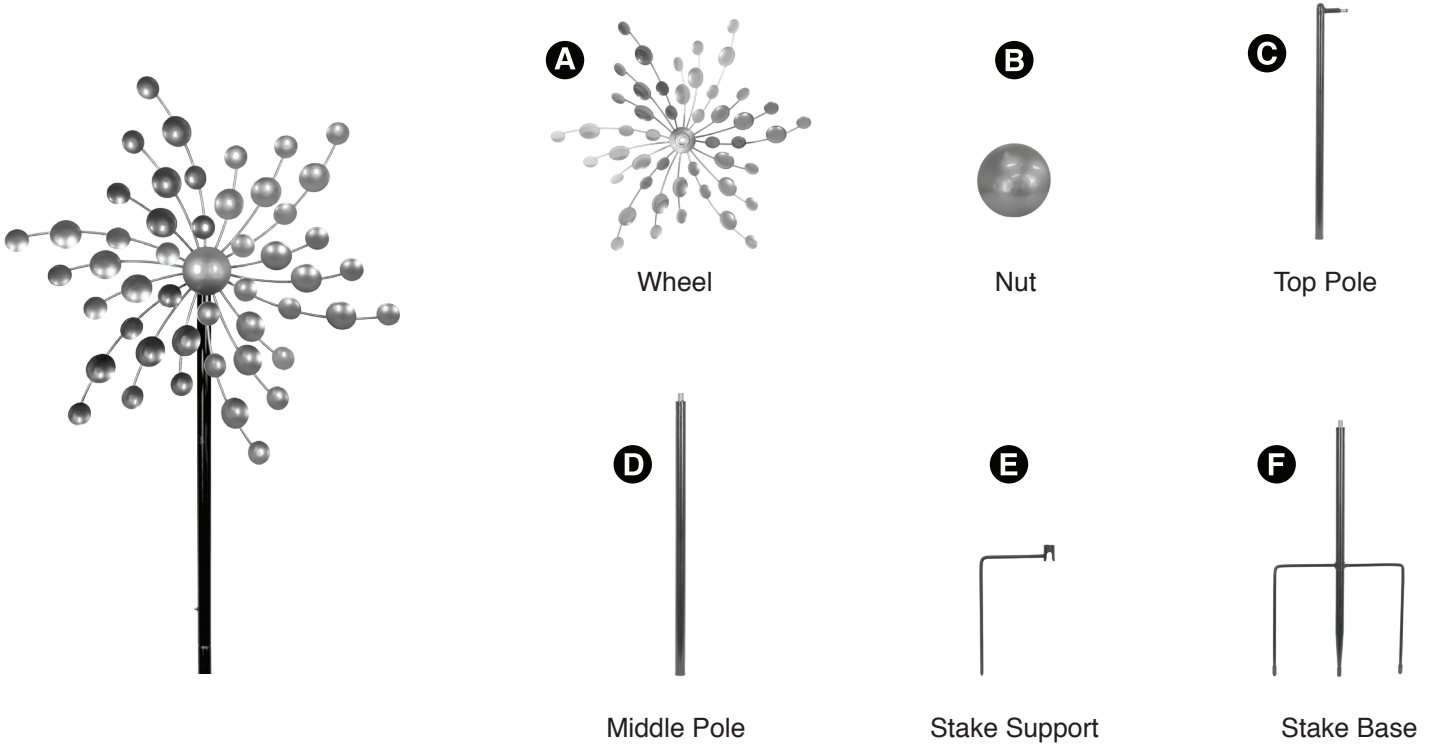 A
B
C
Wheel
Nut
Top Pole
D
E
F
Middle Pole
Stake Support
Stake Base